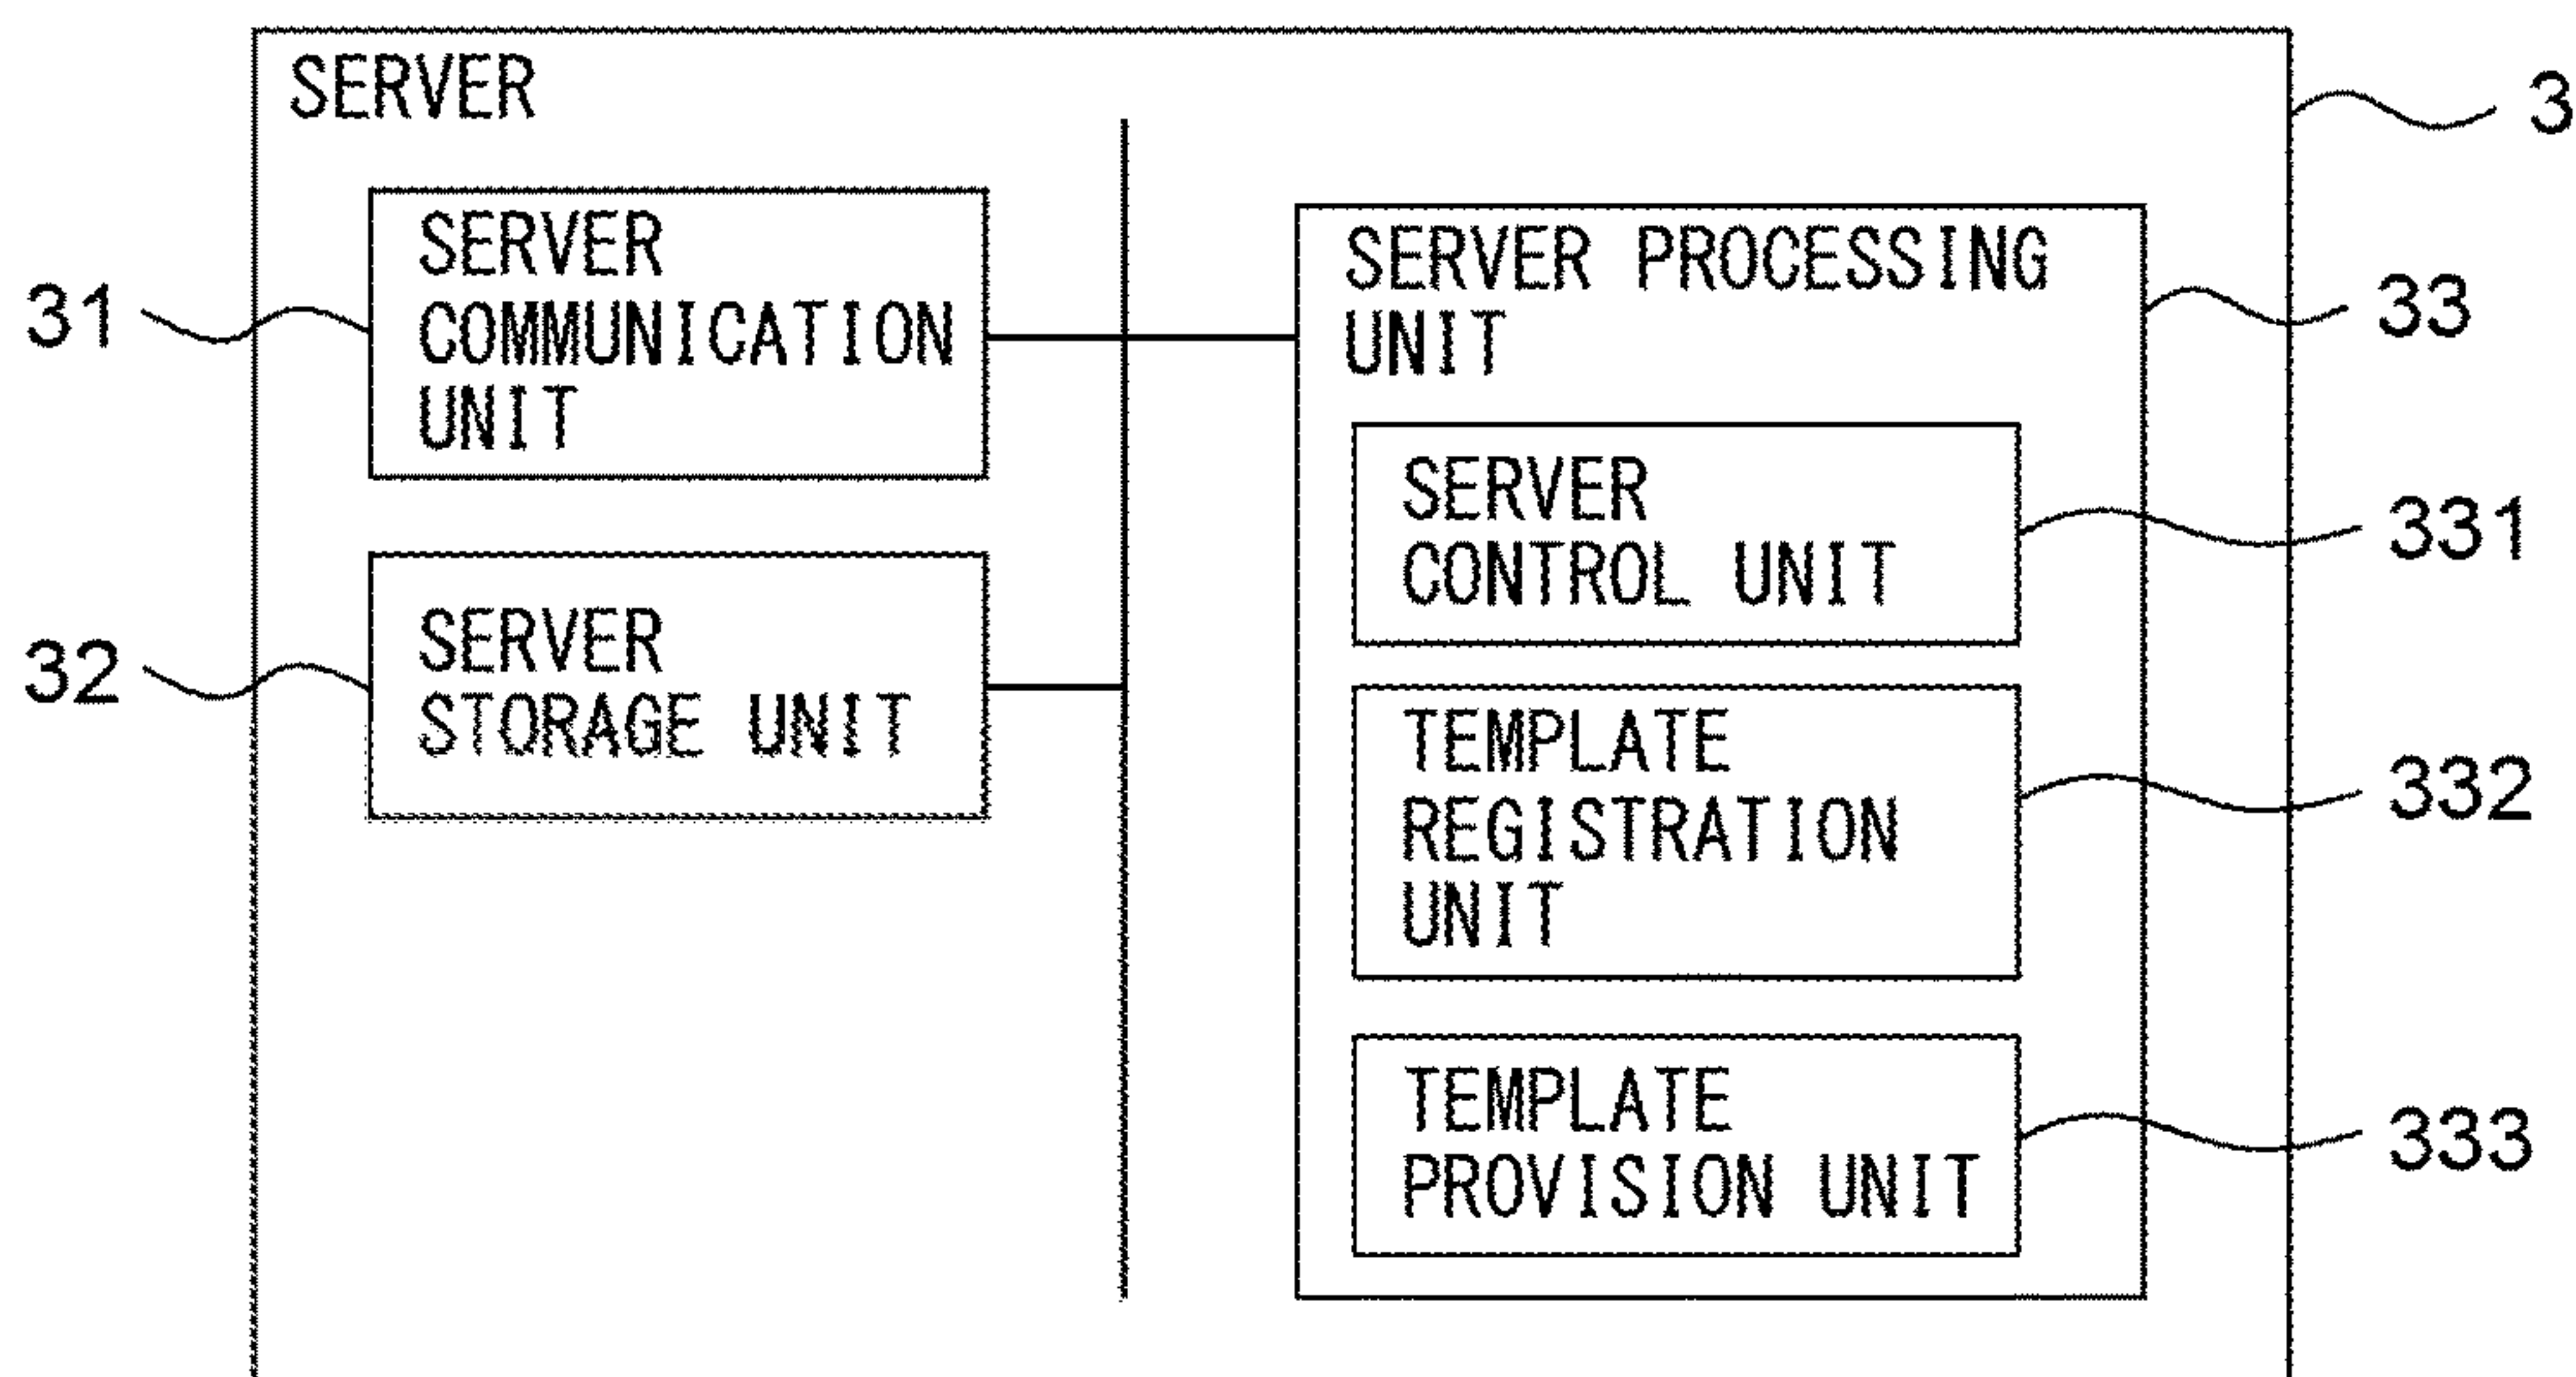 SERVER
3
SERVER
COMMUNICATION
UNIT
31
SERVER
STORAGE UNIT
32
SERVER PROCESSING
UNIT
33
SERVER
CONTROL UNIT
331
TEMPLATE
REGISTRATION
UNIT
332
TEMPLATE
PROVISION UNIT
333